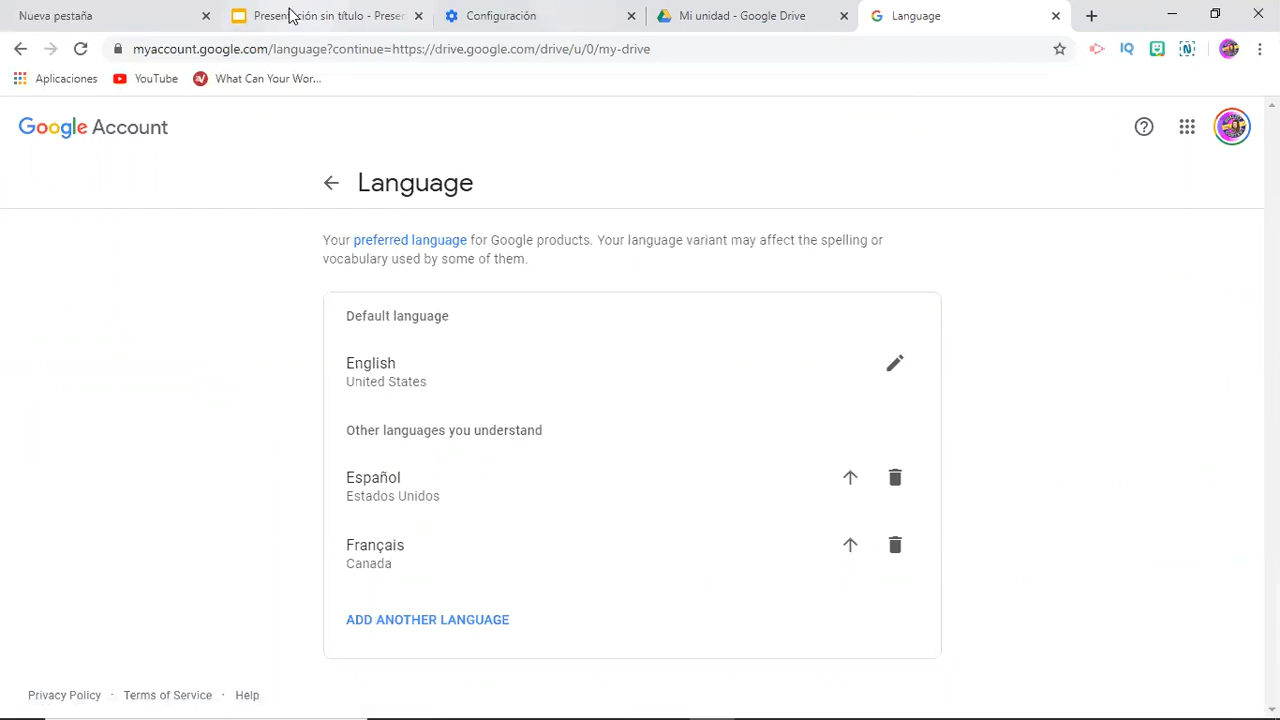 Nueva pestaña
Presentación sin título - Prese
Configuración
Mi unidad - Google Drive
Language
myaccount.google.com/language?continue=https://drive.google.com/drive/u/0/my-drive
Aplicaciones
YouTube
What Can Your Wor...
Google Account
Language
Your preferred language for Google products. Your language variant may affect the spelling or
vocabulary used by some of them.
Default language
English
United States
Other languages you understand
Español
Estados Unidos
Français
Canada
ADD ANOTHER LANGUAGE
Privacy Policy · Terms of Service · Help